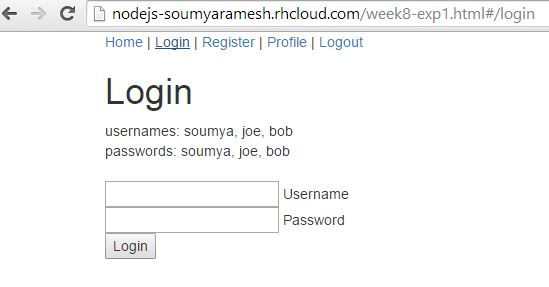 nodejs-soumyaramesh.rhcloud.com/week8-exp1.html#/login
Home | Login | Register | Profile | Logout
Login
usernames: soumya, joe, bob
passwords: soumya, joe, bob
Username
Password
Login